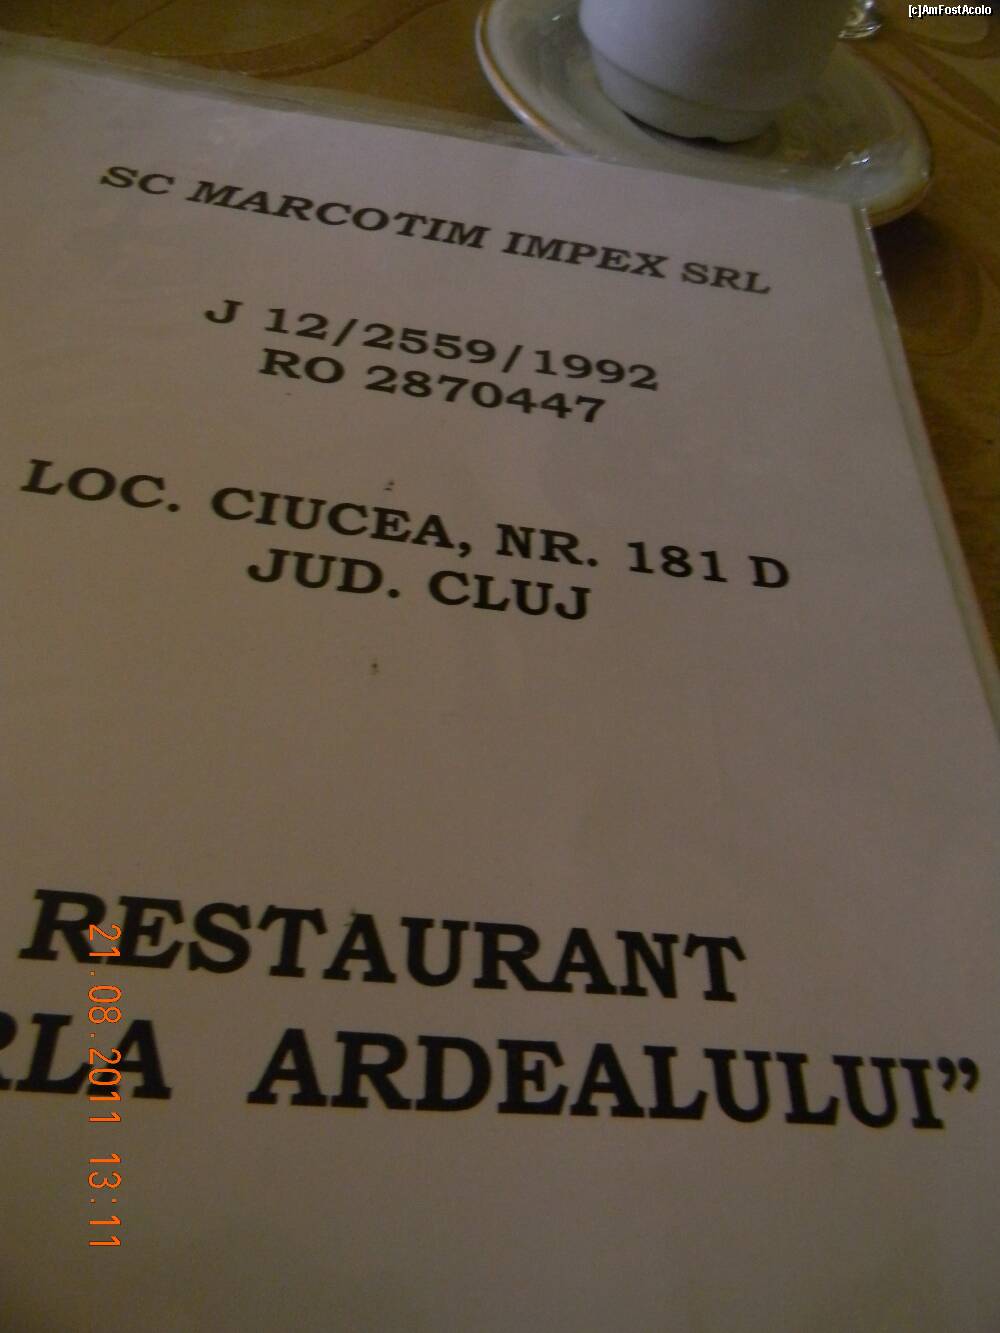 [c]AmFostAcolo
SC MARCOTIM IMPEX SRL
J 12/2559/1992
RO 2870447
LOC. CIUCEA, NR. 181 D
JUD. CLUJ
RESTAURANT
RLA ARDEALULUI”
21.08.2011 13:11